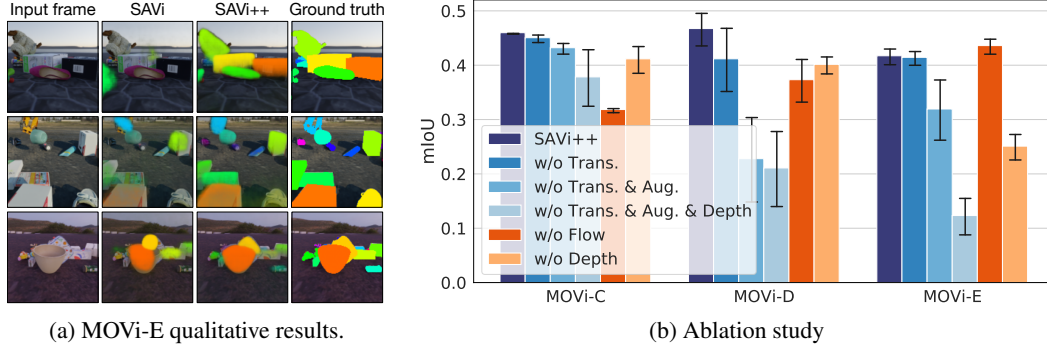 Input frame SAVi SAVi++ Ground truth
(a) MOVi-E qualitative results.
mIoU
0.5
0.4
0.3
0.2
0.1
0.0
SAVi++
w/o Trans.
w/o Trans. & Aug.
w/o Trans. & Aug. & Depth
w/o Flow
w/o Depth
MOVi-C MOVi-D MOVi-E
(b) Ablation study